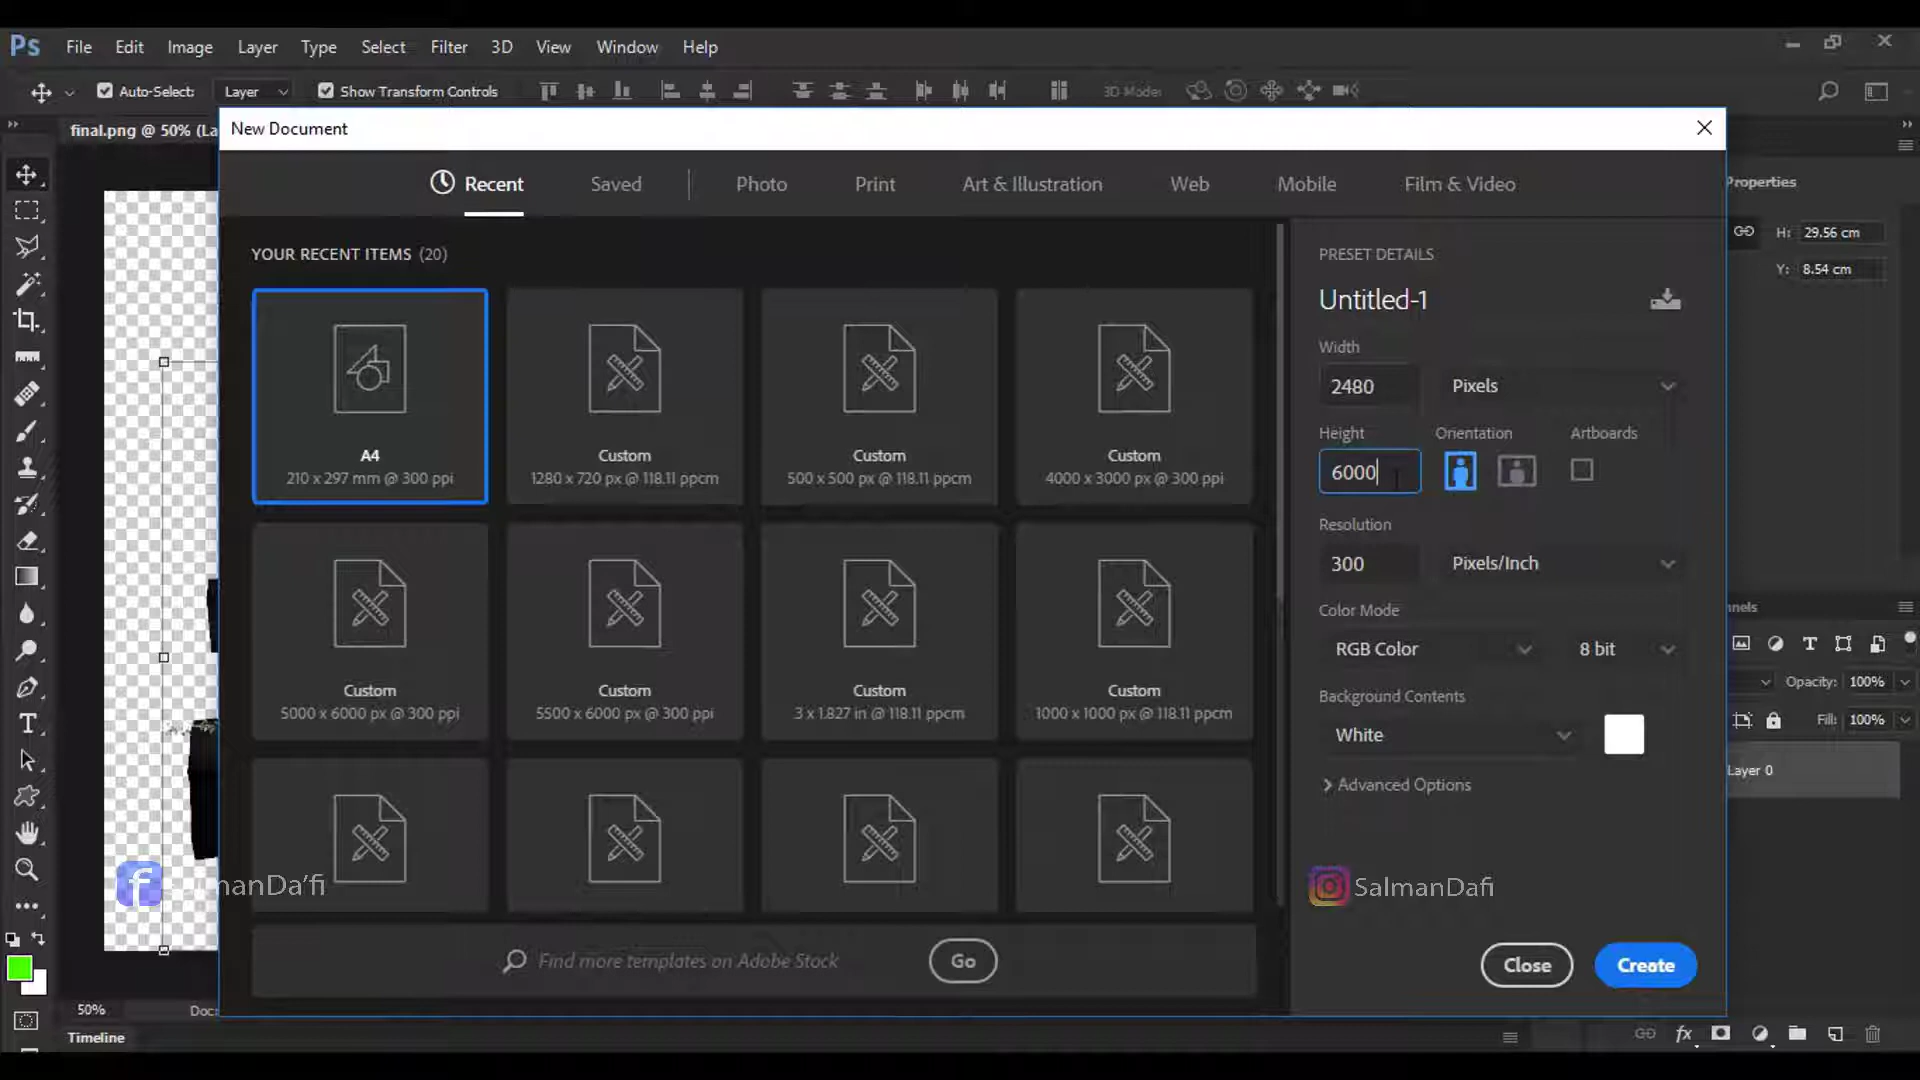 Ps File Edit Image Layer Type Select Filter 3D View Window Help
Auto-Select: Layer Show Transform Controls 3D Mode:
final.png @ 50% (La
New Document
Recent Saved Photo Print Art & Illustration Web Mobile Film & Video
YOUR RECENT ITEMS (20)
A4
210 x 297 mm @ 300 ppi
Custom
1280 x 720 px @ 118.11 ppcm
Custom
500 x 500 px @ 118.11 ppcm
Custom
4000 x 3000 px @ 300 ppi
Custom
5000 x 6000 px @ 300 ppi
Custom
5500 x 6000 px @ 300 ppi
Custom
3 x 1.827 in @ 118.11 ppcm
Custom
1000 x 1000 px @ 118.11 ppcm
Find more templates on Adobe Stock Go
PRESET DETAILS
Untitled-1
Width
2480 Pixels
Height Orientation Artboards
6000
Resolution
300 Pixels/Inch
Color Mode
RGB Color 8 bit
Background Contents
White
Advanced Options
Close Create
Properties
H: 29.56 cm
Y: 8.54 cm
nnels
Opacity: 100%
Fill: 100%
Layer 0
manDa'fi
SalmanDafi
50% Doc:
Timeline
fx